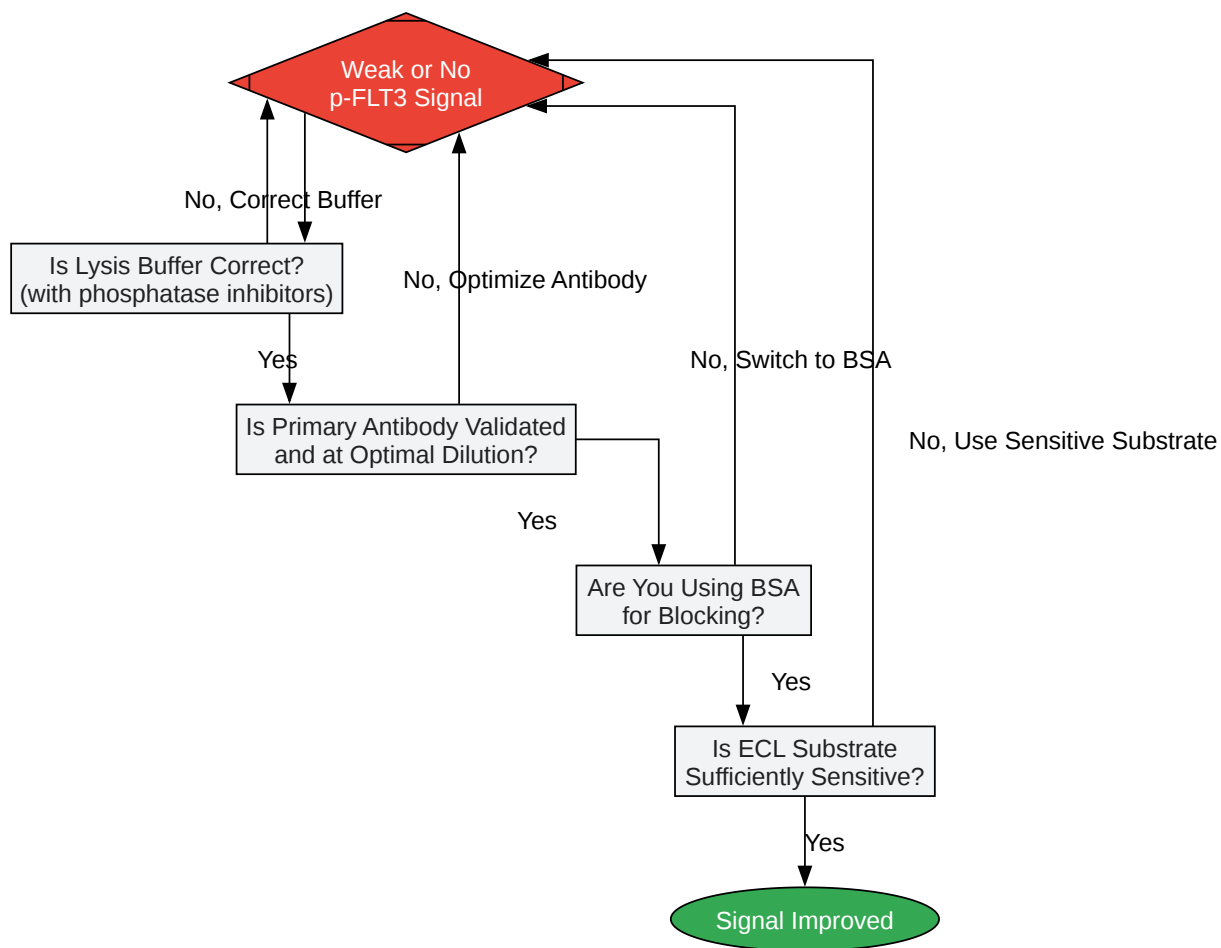 Weak or No
p-FLT3 Signal
No, Correct Buffer
Is Lysis Buffer Correct?
(with phosphatase inhibitors)
No, Optimize Antibody
Yes
No, Switch to BSA
Is Primary Antibody Validated
and at Optimal Dilution?
No, Use Sensitive Substrate
Yes
Are You Using BSA
for Blocking?
Yes
Is ECL Substrate
Sufficiently Sensitive?
Yes
Signal Improved